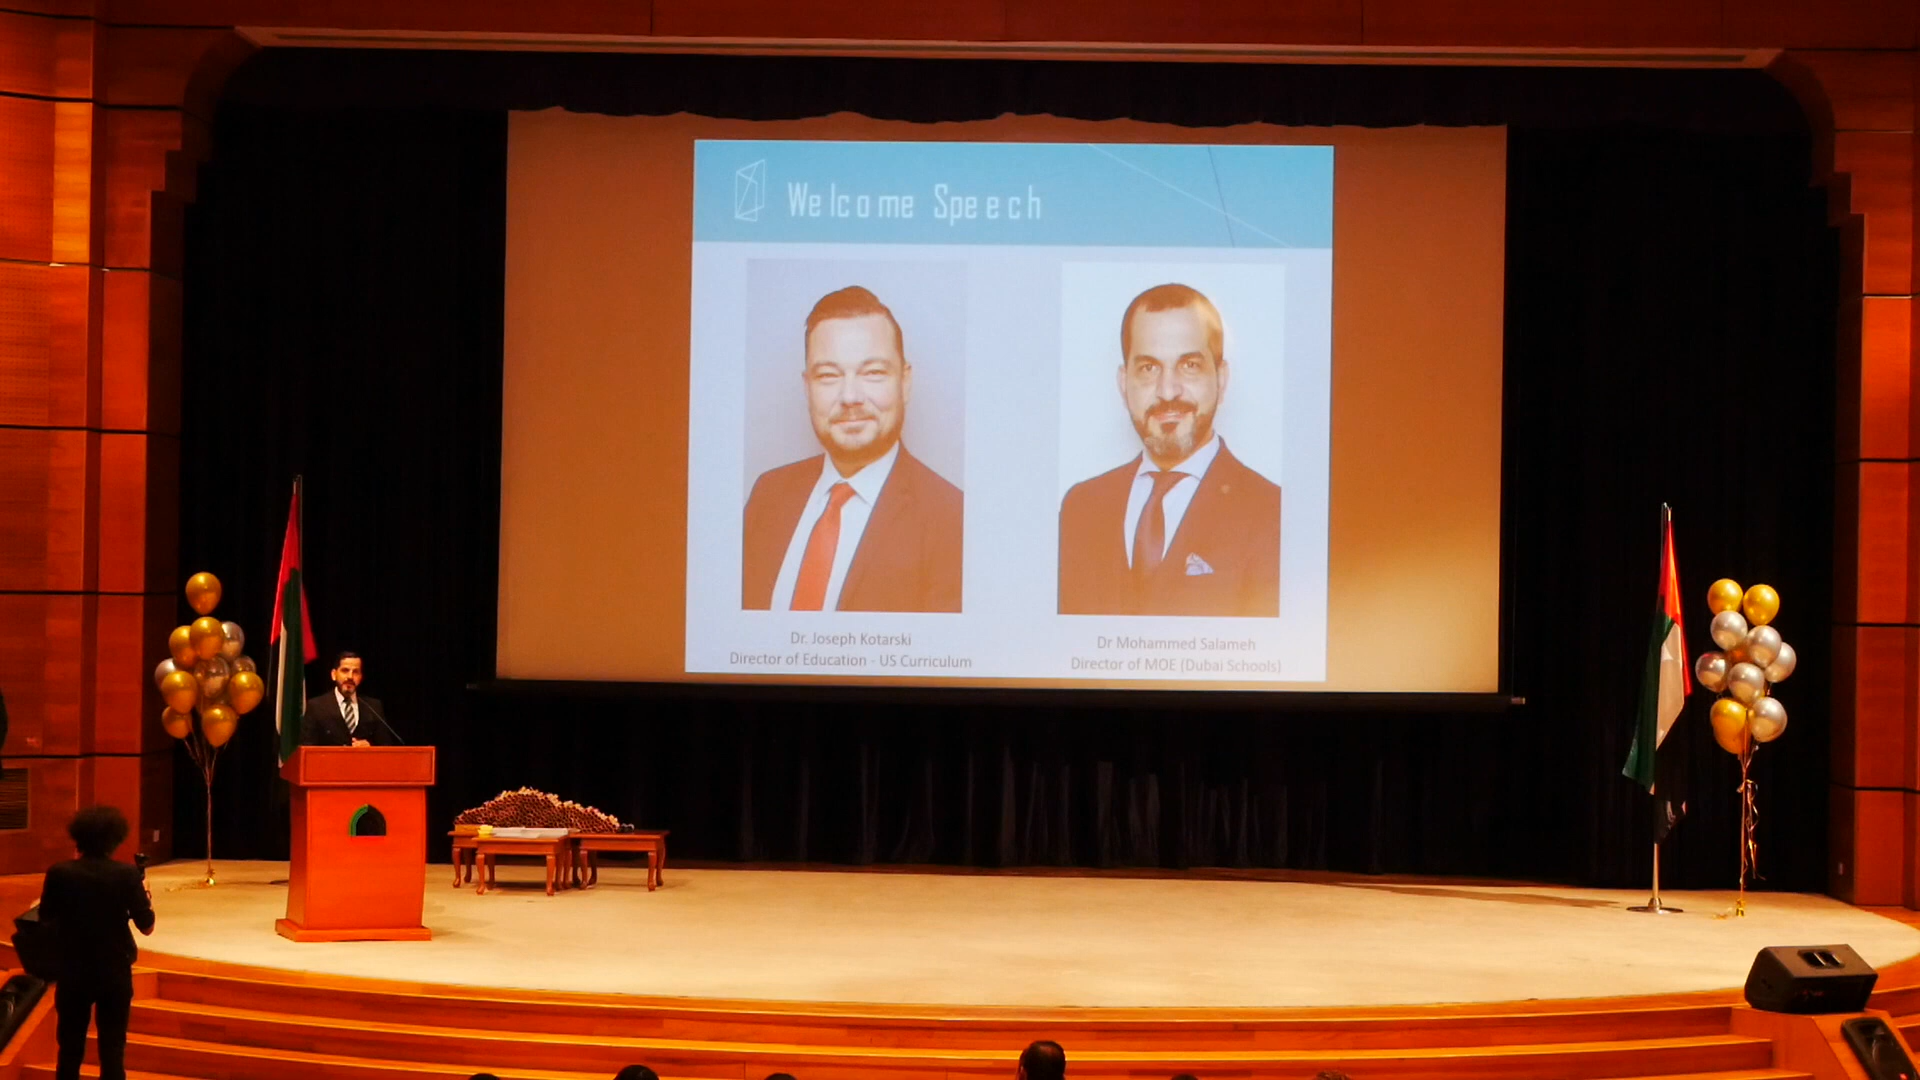 Welcome Speech
Dr. Joseph Kotarski
Director of Education - US Curriculum
Dr Mohammed Salameh
Director of MOE (Dubai Schools)